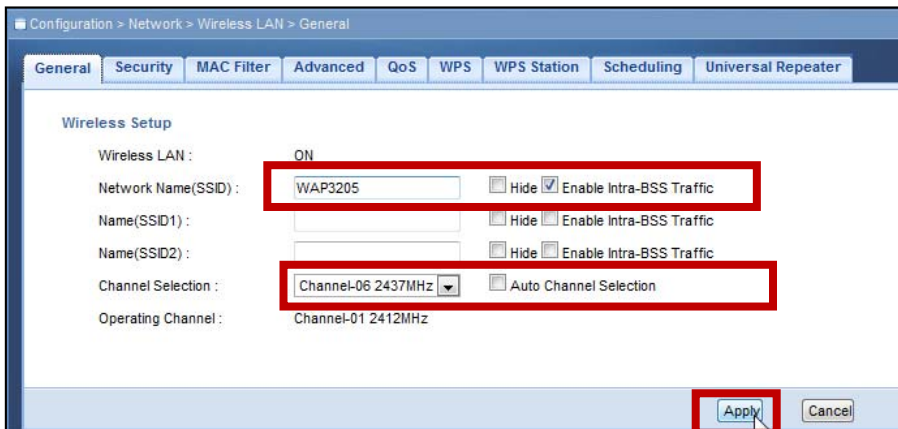 Configuration > Network > Wireless LAN > General
General Security MAC Filter Advanced QoS WPS WPS Station Scheduling Universal Repeater
Wireless Setup
Wireless LAN : ON
Network Name(SSID) : WAP3205 Hide Enable Intra-BSS Traffic
Name(SSID1) : Hide Enable Intra-BSS Traffic
Name(SSID2) : Hide Enable Intra-BSS Traffic
Channel Selection : Channel-06 2437MHz Auto Channel Selection
Operating Channel : Channel-01 2412MHz
Apply Cancel